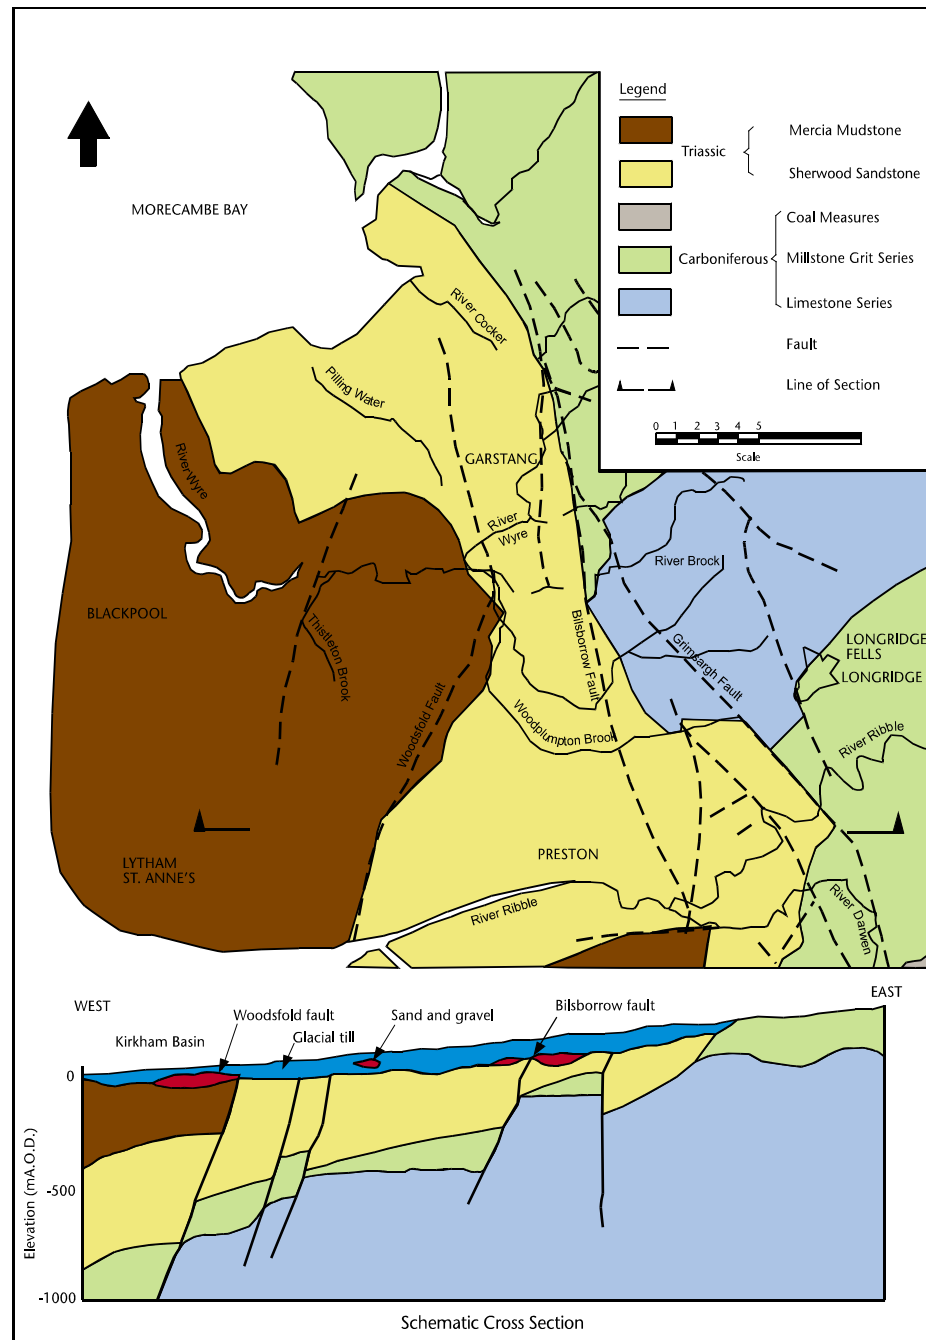 Legend
Triassic
Mercia Mudstone
Sherwood Sandstone
Carboniferous
Coal Measures
Millstone Grit Series
Limestone Series
Fault
Line of Section
0 1 2 3 4 5
Scale
MORECAMBE BAY
River Cocker
Pilling Water
GARSTANG
River Wyre
River
Wyre
River Brock
BLACKPOOL
Thistleton Brook
Bilsborrow Fault
Grimsargh Fault
LONGRIDGE
FELLS
LONGRIDGE
Woodsfold Fault
Woodplumpton Brook
River Ribble
LYTHAM
ST. ANNE'S
PRESTON
River Ribble
River Darwen
WEST
EAST
Kirkham Basin
Woodsfold fault
Glacial till
Sand and gravel
Bilsborrow fault
0
-500
-1000
Elevation (mA.O.D.)
Schematic Cross Section